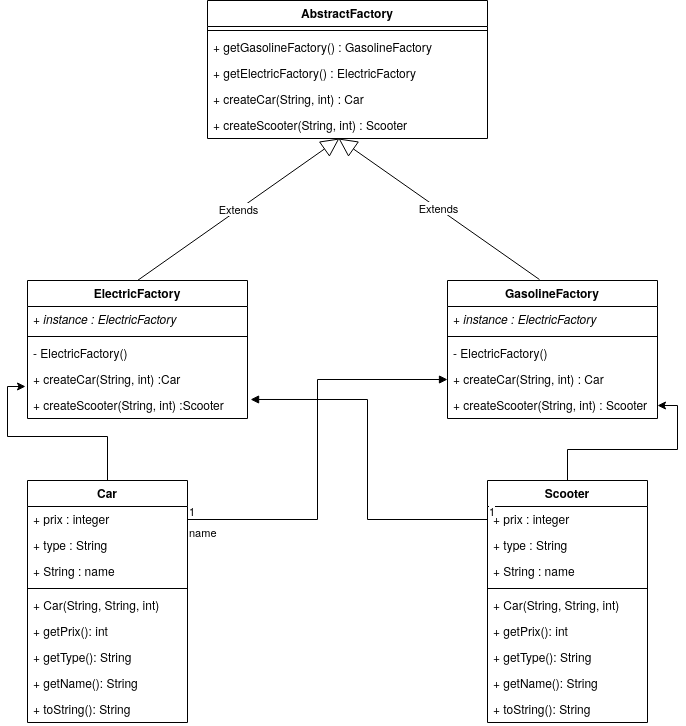 AbstractFactory
+ getGasolineFactory() : GasolineFactory
+ getElectricFactory() : ElectricFactory
+ createCar(String, int) : Car
+ createScooter(String, int) : Scooter
Extends
Extends
ElectricFactory
+ instance : ElectricFactory
- ElectricFactory()
+ createCar(String, int) :Car
+ createScooter(String, int) :Scooter
GasolineFactory
+ instance : ElectricFactory
- ElectricFactory()
+ createCar(String, int) : Car
+ createScooter(String, int) : Scooter
Car
+ prix : integer
+ type : String
+ String : name
+ Car(String, String, int)
+ getPrix(): int
+ getType(): String
+ getName(): String
+ toString(): String
1
name
1
Scooter
+ prix : integer
+ type : String
+ String : name
+ Car(String, String, int)
+ getPrix(): int
+ getType(): String
+ getName(): String
+ toString(): String